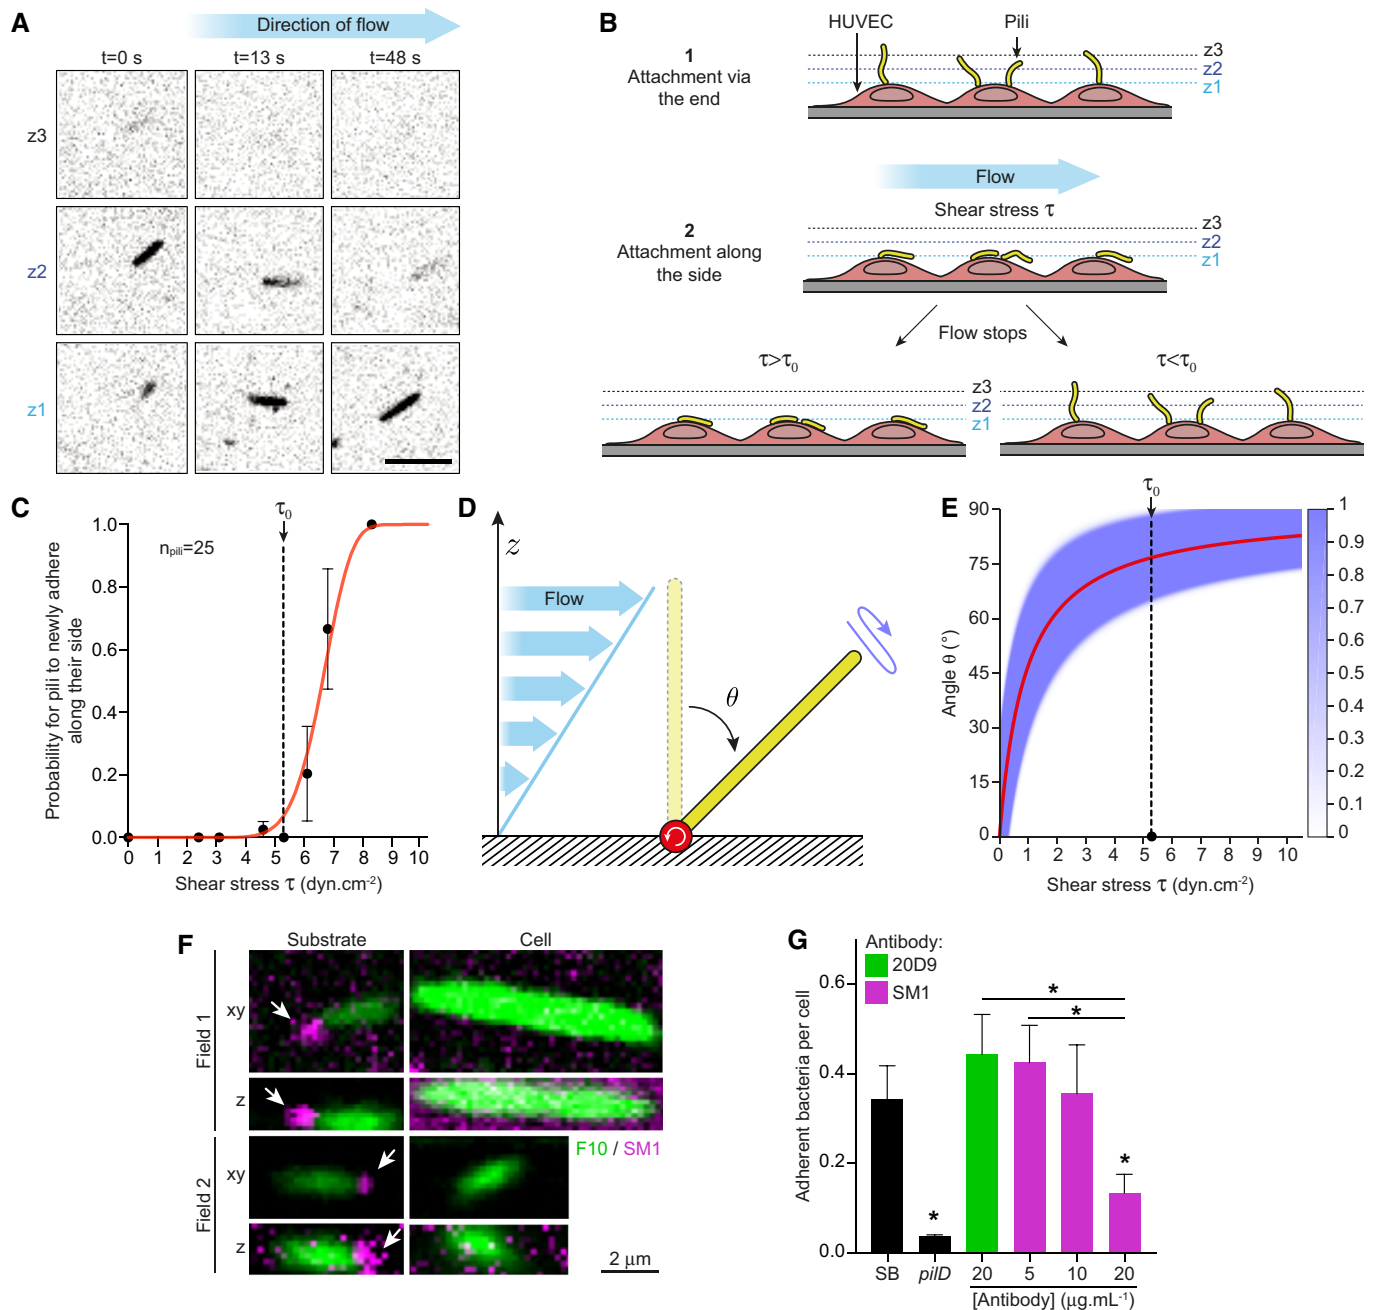 A
Direction of flow
t=0 s
t=13 s
t=48 s
z3
z2
z1
B
HUVEC
Pili
1
Attachment via
the end
z3
z2
z1
Flow
Shear stress τ
2
Attachment along
the side
z3
z2
z1
Flow stops
τ>τ0
τ<τ0
z3
z2
z1
C
τ0
npili=25
1.0
0.8
0.6
0.4
0.2
0.0
0 1 2 3 4 5 6 7 8 9 10
Probability for pili to newly adhere
along their side
Shear stress τ (dyn.cm-2)
D
z
Flow
θ
E
τ0
90
75
60
45
30
15
0
Angle θ (°)
0 1 2 3 4 5 6 7 8 9 10
Shear stress τ (dyn.cm-2)
1
0.9
0.8
0.7
0.6
0.5
0.4
0.3
0.2
0.1
0
F
Substrate
Cell
Field 1
xy
z
Field 2
xy
z
F10 / SM1
2 μm
G
Antibody:
20D9
SM1
0.6
0.4
0.2
0.0
Adherent bacteria per cell
*
*
*
*
SB pilD 20 5 10 20
[Antibody] (μg.mL-1)